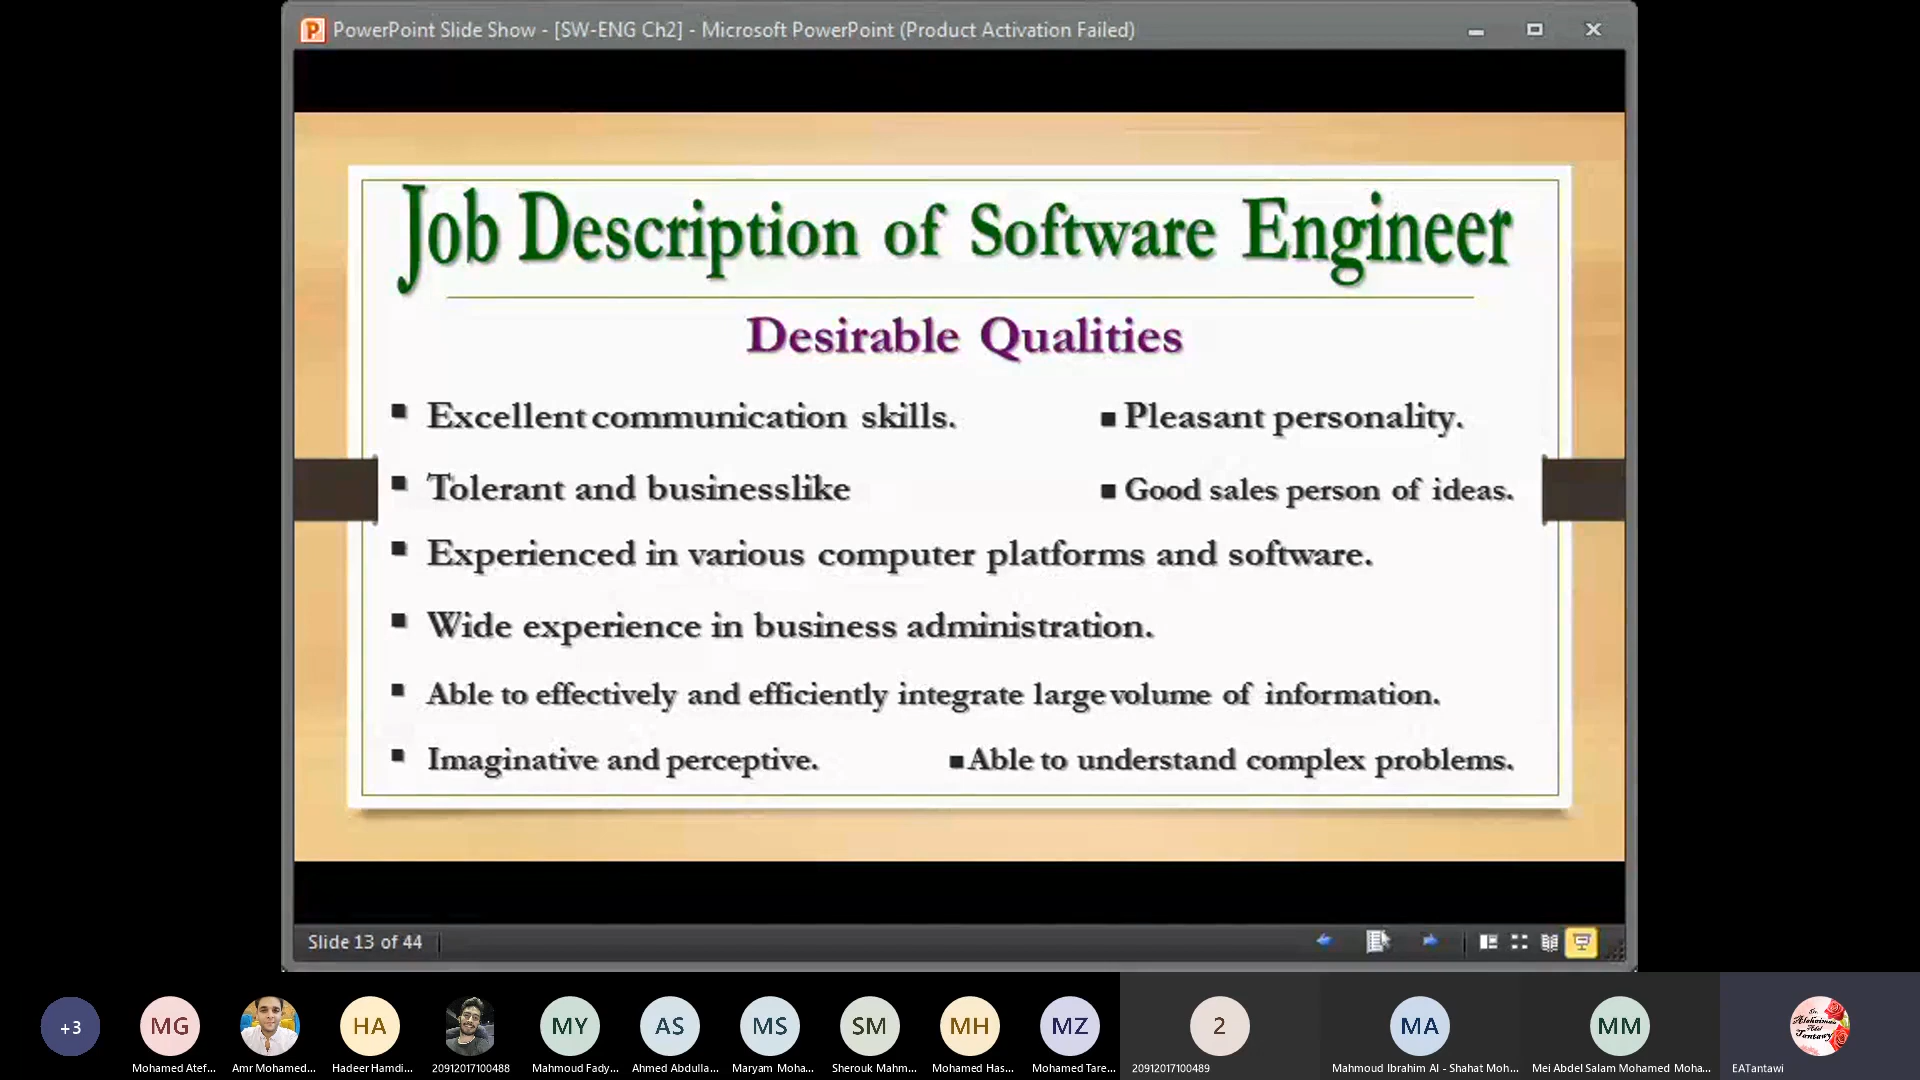 PowerPoint Slide Show - [SW-ENG Ch2] - Microsoft PowerPoint (Product Activation Failed)
Job Description of Software Engineer
Desirable Qualities
▪ Excellent communication skills. ▪ Pleasant personality.
▪ Tolerant and businesslike ▪ Good sales person of ideas.
▪ Experienced in various computer platforms and software.
▪ Wide experience in business administration.
▪ Able to effectively and efficiently integrate large volume of information.
▪ Imaginative and perceptive. ▪ Able to understand complex problems.
Slide 13 of 44
+3 MG HA MY AS MS SM MH MZ 2 MA MM
Mohamed Atef... Amr Mohamed... Hadeer Hamdi... 20912017100488 Mahmoud Fady... Ahmed Abdulla... Maryam Moha... Sherouk Mahm... Mohamed Has... Mohamed Tare... 20912017100489 Mahmoud Ibrahim Al - Shahat Moh... Mei Abdel Salam Mohamed Moha... EATantawi